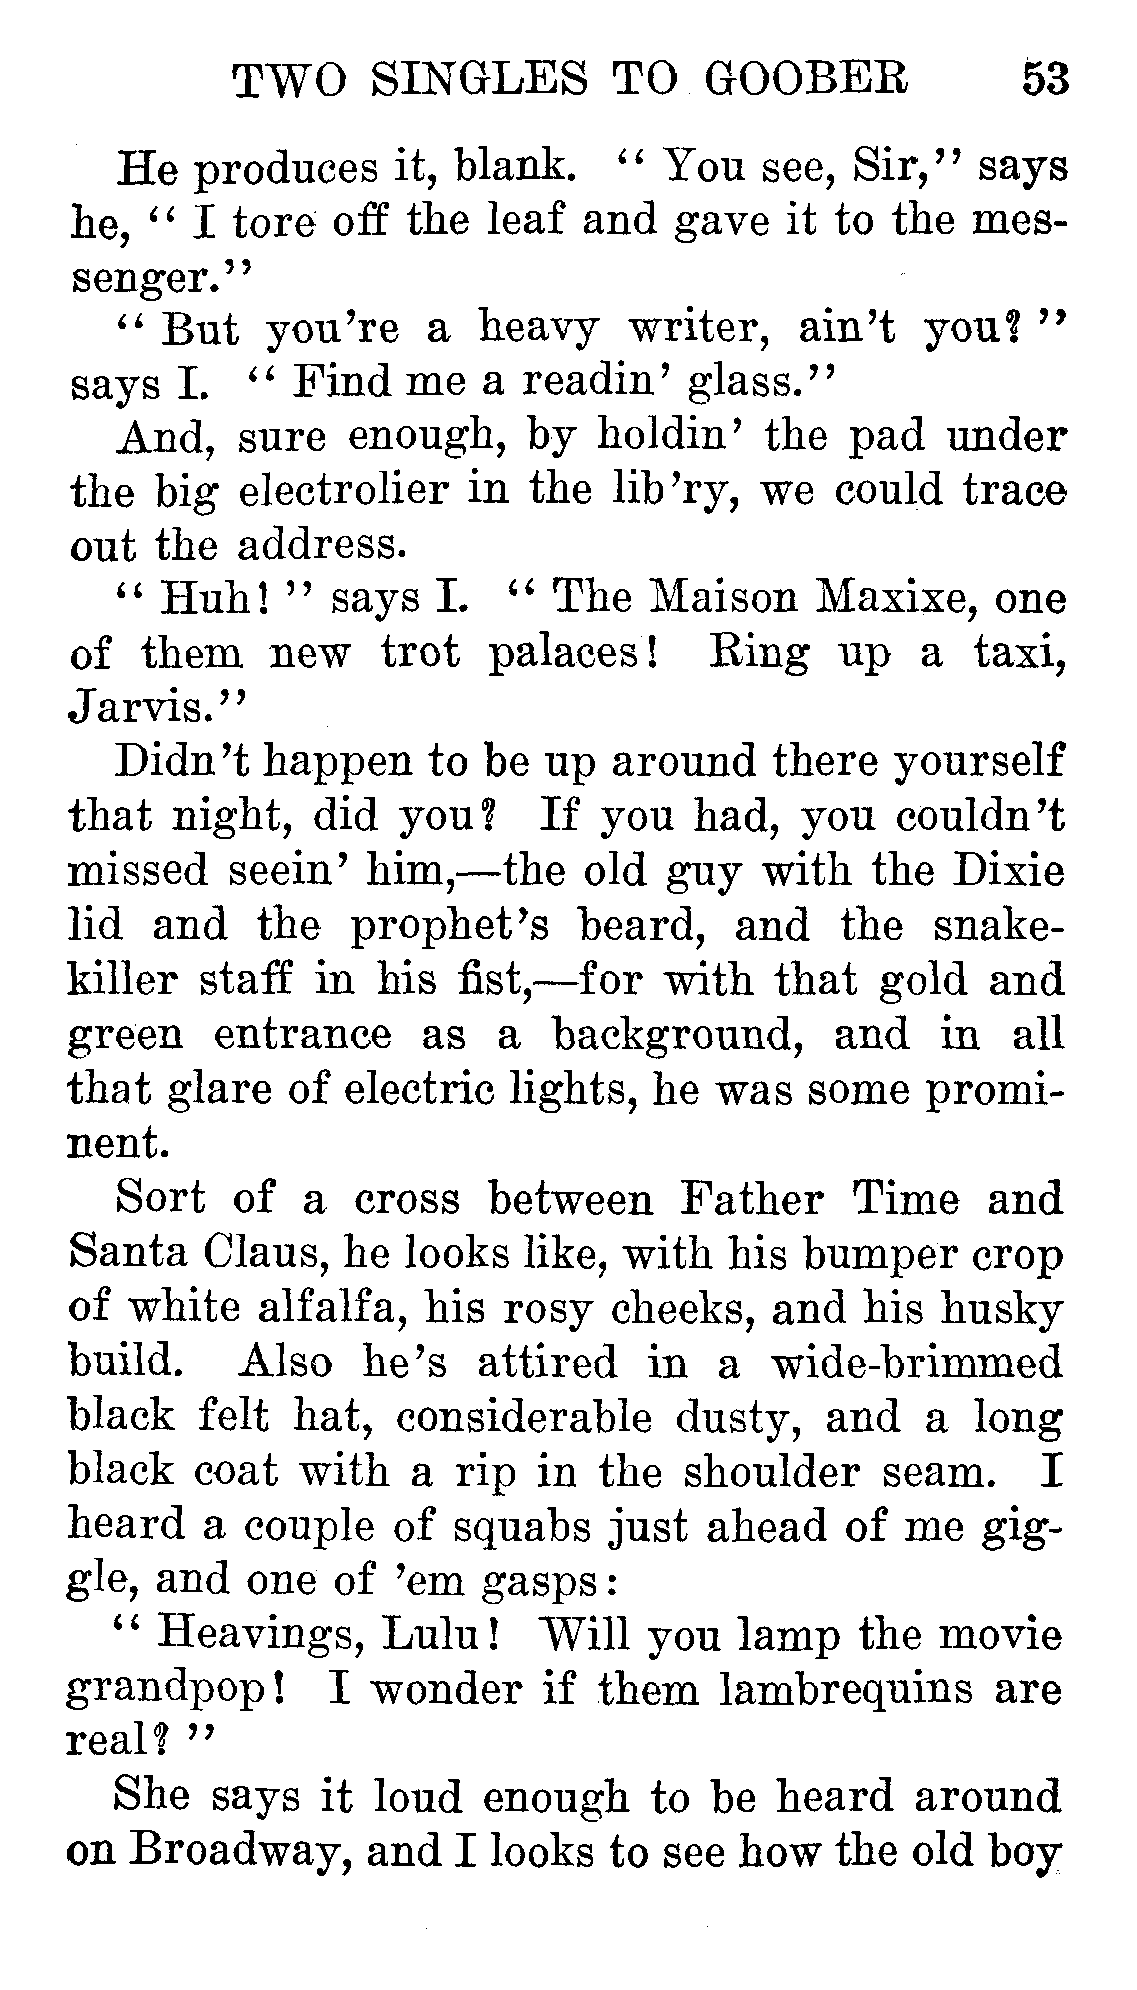 TWO SINGLES TO GOOBER 53
He produces it, blank. “ You see, Sir,” says
he, “ I tore off the leaf and gave it to the mes-
senger.”
“ But you’re a heavy writer, ain’t you? ”
says I. “ Find me a readin’ glass.”
And, sure enough, by holdin’ the pad under
the big electrolier in the lib’ry, we could trace
out the address.
“ Huh! ” says I. “ The Maison Maxixe, one
of them new trot palaces! Ring up a taxi,
Jarvis.”
Didn’t happen to be up around there yourself
that night, did you? If you had, you couldn’t
missed seein’ him,—the old guy with the Dixie
lid and the prophet’s beard, and the snake-
killer staff in his fist,—for with that gold and
green entrance as a background, and in all
that glare of electric lights, he was some promi-
nent.
Sort of a cross between Father Time and
Santa Claus, he looks like, with his bumper crop
of white alfalfa, his rosy cheeks, and his husky
build. Also he’s attired in a wide-brimmed
black felt hat, considerable dusty, and a long
black coat with a rip in the shoulder seam. I
heard a couple of squabs just ahead of me gig-
gle, and one of ’em gasps:
“ Heavings, Lulu! Will you lamp the movie
grandpop! I wonder if them lambrequins are
real? ”
She says it loud enough to be heard around
on Broadway, and I looks to see how the old boy